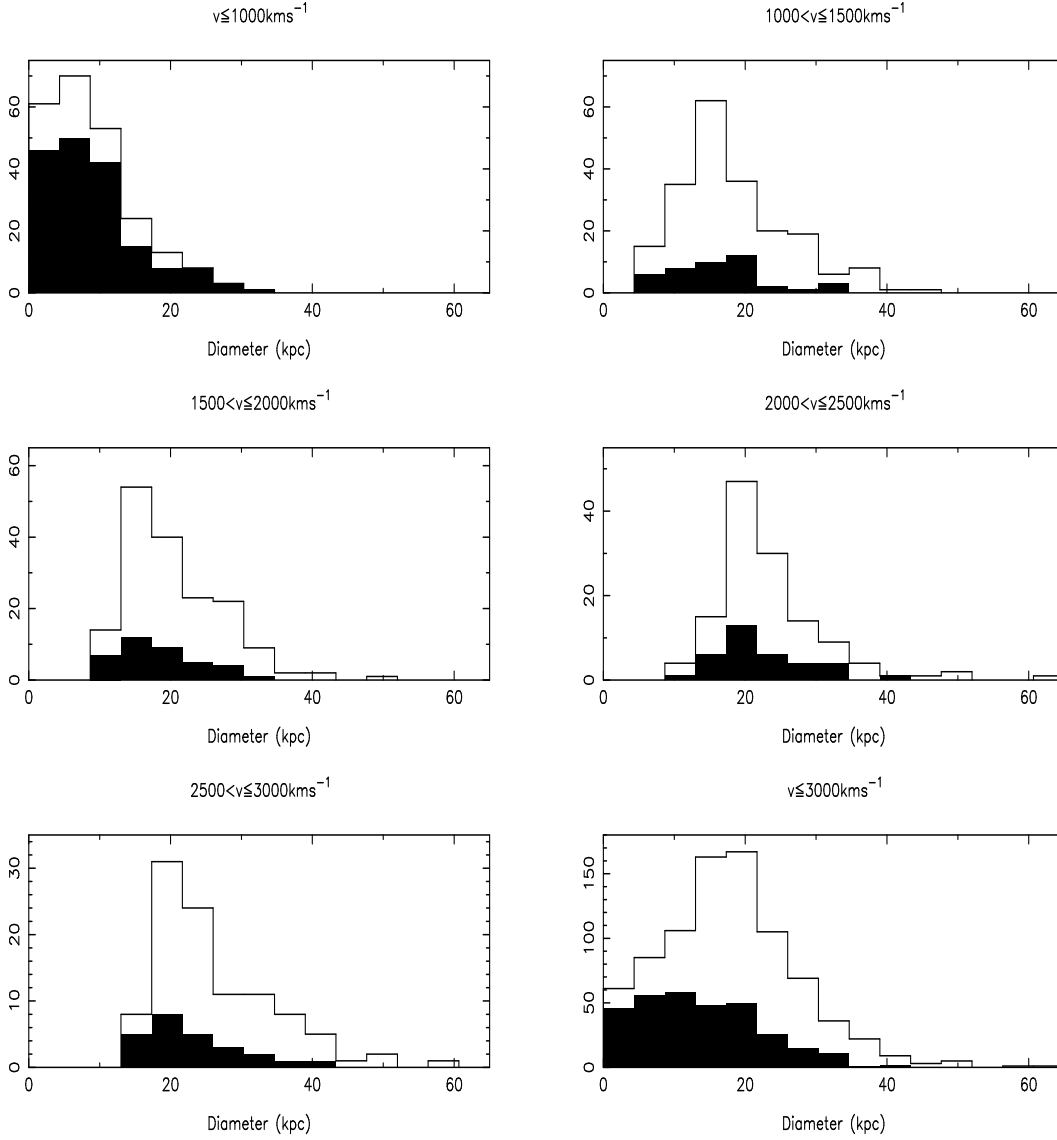 v≦1000kms⁻¹
1000<v≦1500kms⁻¹
60
40
20
0
0 20 40 60
Diameter (kpc)
60
40
20
0
0 20 40 60
Diameter (kpc)
1500<v≦2000kms⁻¹
2000<v≦2500kms⁻¹
60
40
20
0
0 20 40 60
Diameter (kpc)
40
20
0
0 20 40 60
Diameter (kpc)
2500<v≦3000kms⁻¹
v≦3000kms⁻¹
30
20
10
0
0 20 40 60
Diameter (kpc)
150
100
50
0
0 20 40 60
Diameter (kpc)